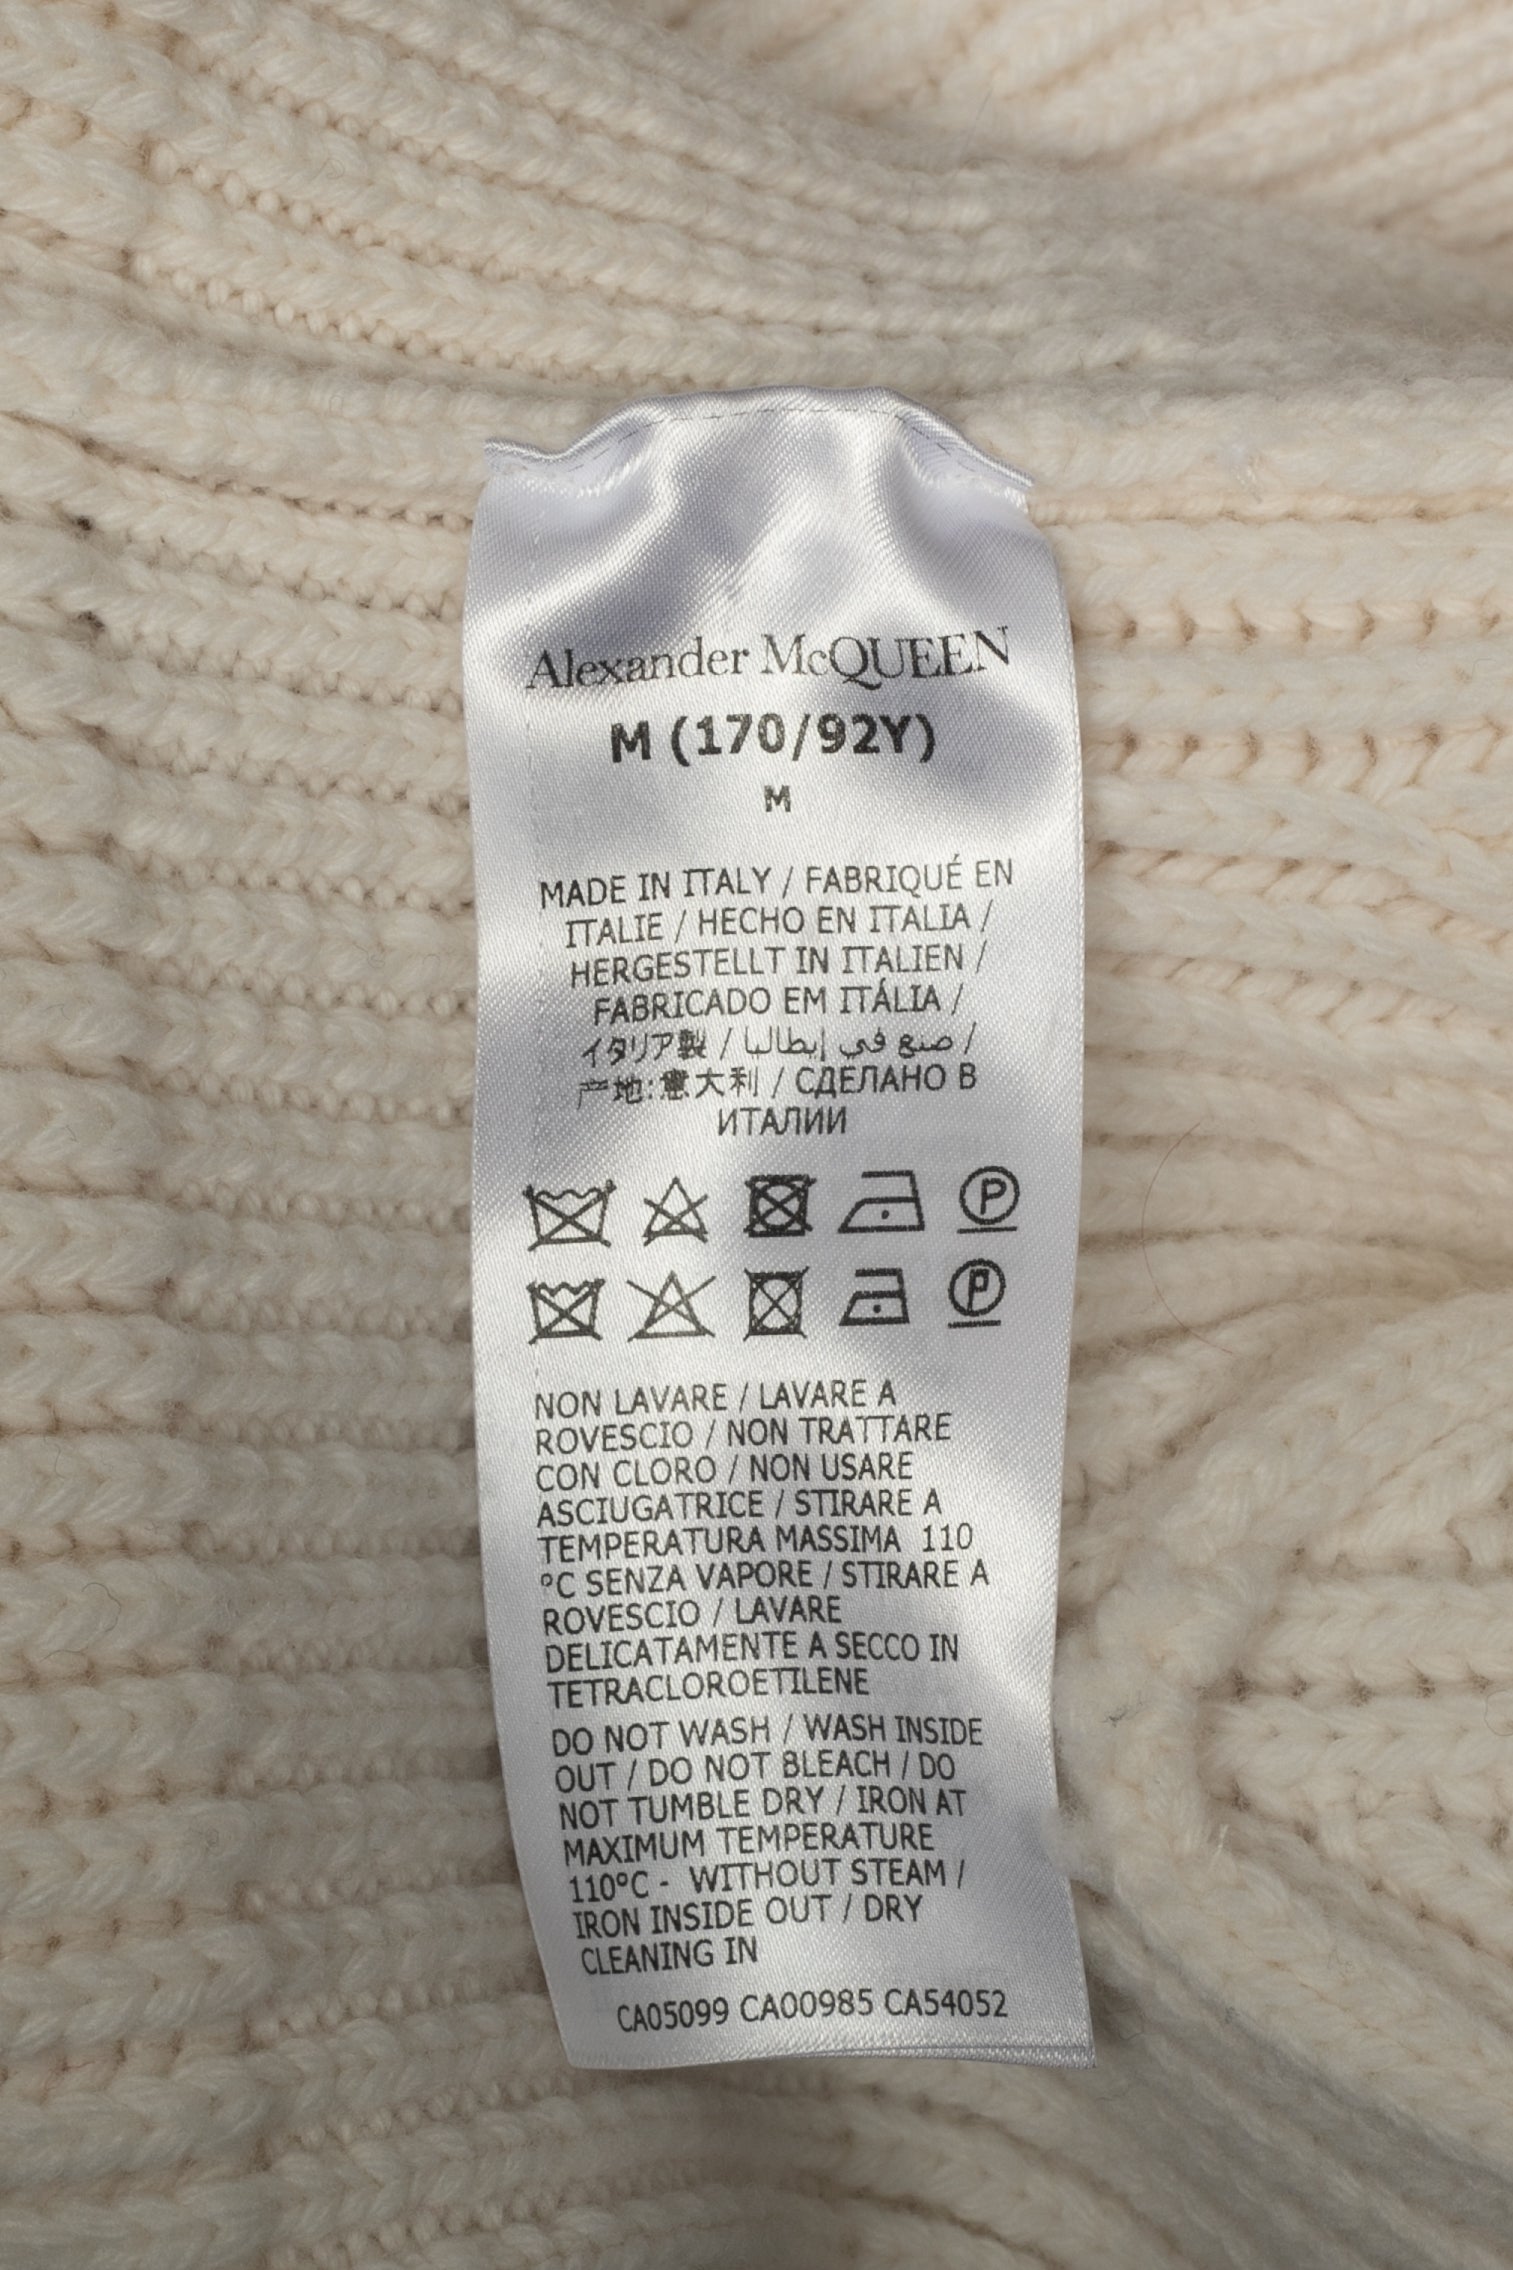 Alexander McQUEEN
M (170/92Y)
M
MADE IN ITALY / FABRIQUÉ EN
ITALIE / HECHO EN ITALIA /
HERGESTELLT IN ITALIEN /
FABRICADO EM ITÁLIA /
イタリア製 / صنع في إيطاليا /
产地:意大利 / СДЕЛАНО В
ИТАЛИИ
P
P
NON LAVARE / LAVARE A
ROVESCIO / NON TRATTARE
CON CLORO / NON USARE
ASCIUGATRICE / STIRARE A
TEMPERATURA MASSIMA 110
°C SENZA VAPORE / STIRARE A
ROVESCIO / LAVARE
DELICATAMENTE A SECCO IN
TETRACLOROETILENE
DO NOT WASH / WASH INSIDE
OUT / DO NOT BLEACH / DO
NOT TUMBLE DRY / IRON AT
MAXIMUM TEMPERATURE
110°C - WITHOUT STEAM /
IRON INSIDE OUT / DRY
CLEANING IN
CA05099 CA00985 CA54052